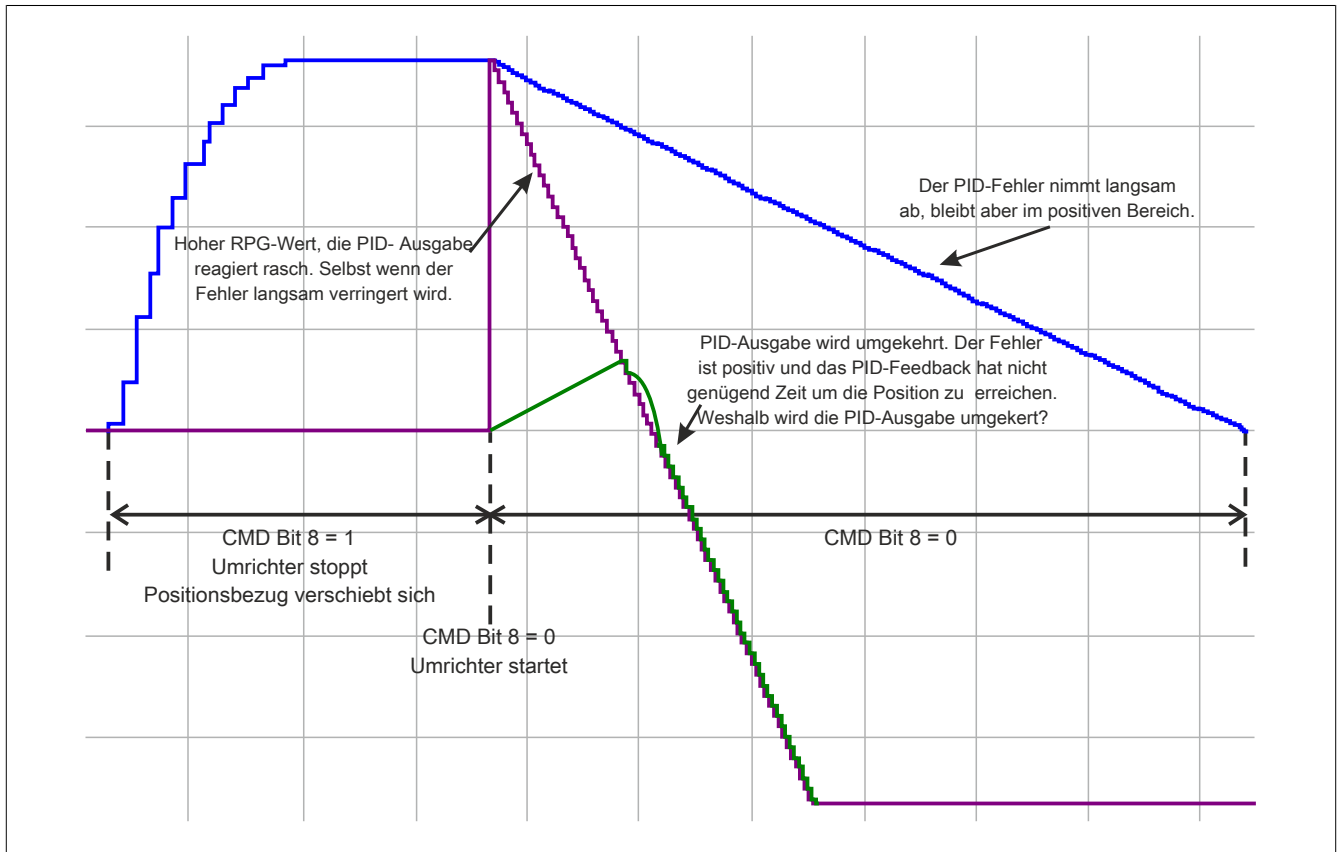 Der PID-Fehler nimmt langsam
ab, bleibt aber im positiven Bereich.
Hoher RPG-Wert, die PID- Ausgabe
reagiert rasch. Selbst wenn der
Fehler langsam verringert wird.
PID-Ausgabe wird umgekehrt. Der Fehler
ist positiv und das PID-Feedback hat nicht
genügend Zeit um die Position zu erreichen.
Weshalb wird die PID-Ausgabe umgekert?
CMD Bit 8 = 1
Umrichter stoppt
Positionsbezug verschiebt sich
CMD Bit 8 = 0
CMD Bit 8 = 0
Umrichter startet